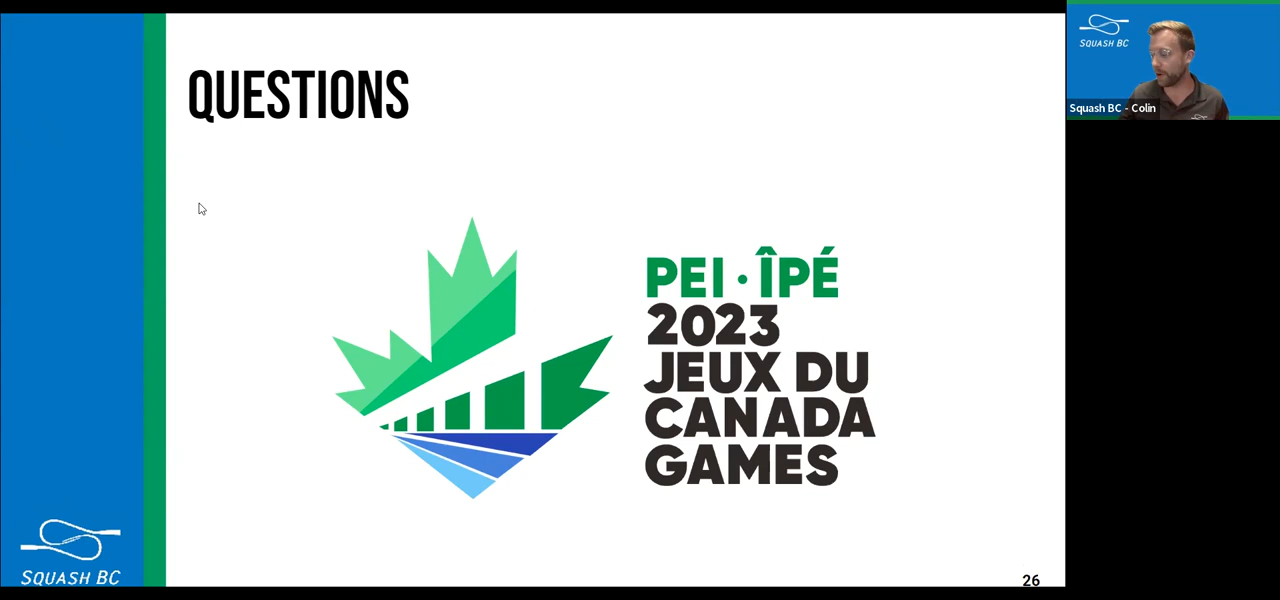 QUESTIONS
PEI · ÎPÉ
2023
JEUX DU
CANADA
GAMES
SQUASH BC
26
SQUASH BC
Squash BC - Colin